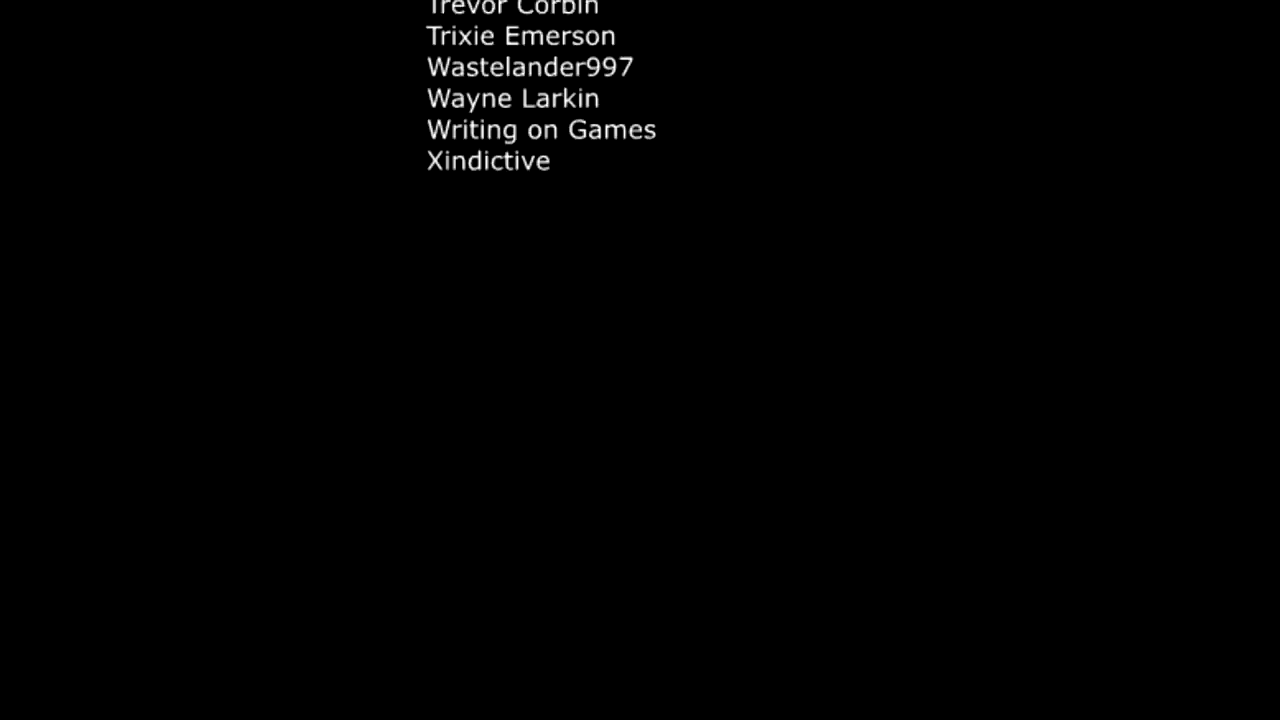 Trevor Corbin
Trixie Emerson
Wastelander997
Wayne Larkin
Writing on Games
Xindictive